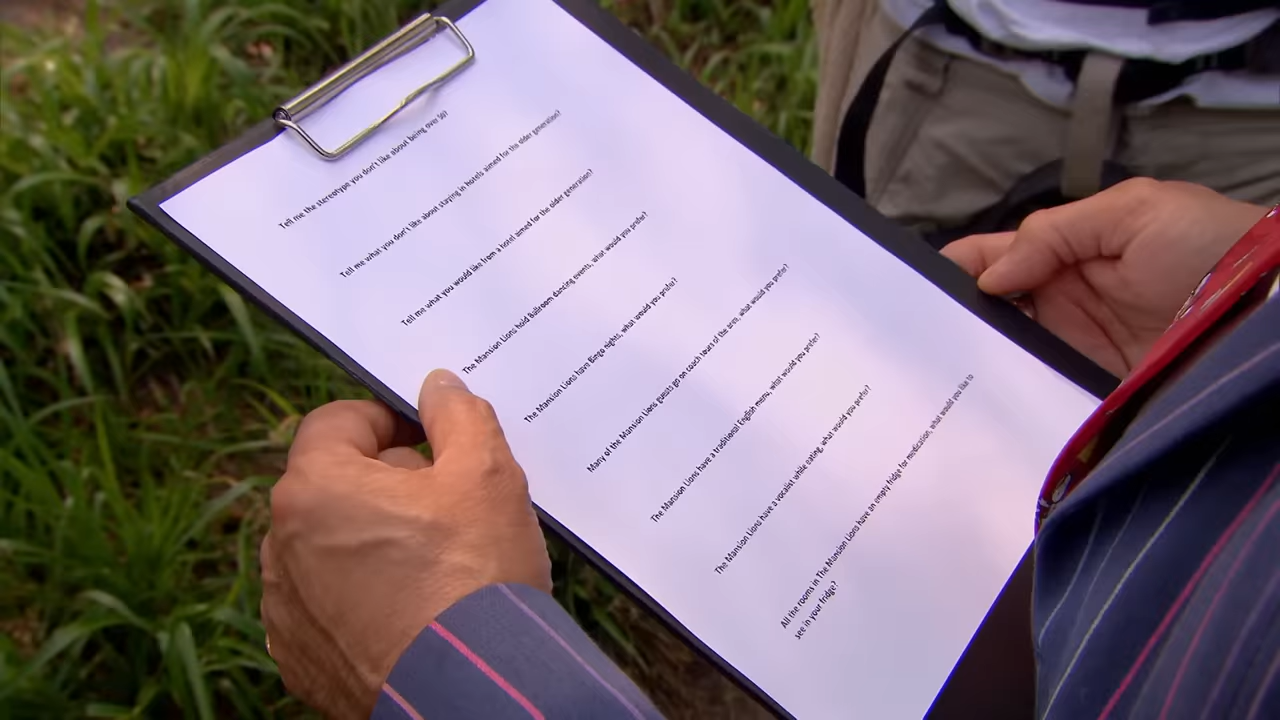 Tell me the stereotype you don't like about being over 50?
Tell me what you don't like about staying in hotels aimed for the older generation?
Tell me what you would like from a hotel aimed for the older generation?
The Mansion Lions hold Ballroom dancing events, what would you prefer?
The Mansion Lions have Bingo nights, what would you prefer?
Many of the Mansion Lions guests go on coach tours of the area, what would you prefer?
The Mansion Lions have a traditional English menu, what would you prefer?
The Mansion Lions have a vocalist while eating, what would you prefer?
All the rooms in The Mansion Lions have an empty fridge for medication, what would you like to
see in your fridge?